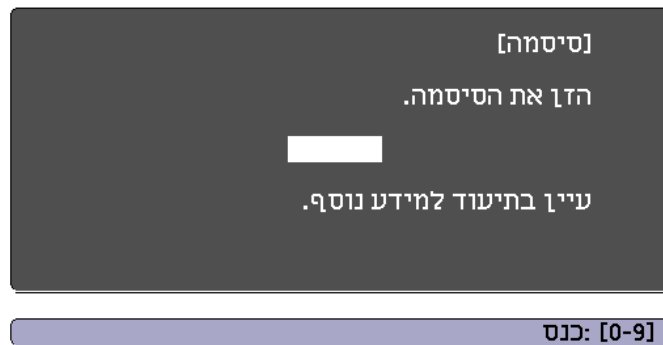 [סיסמה]
הזן את הסיסמה.
עיין בתיעוד למידע נוסף.
[0-9] :כנס